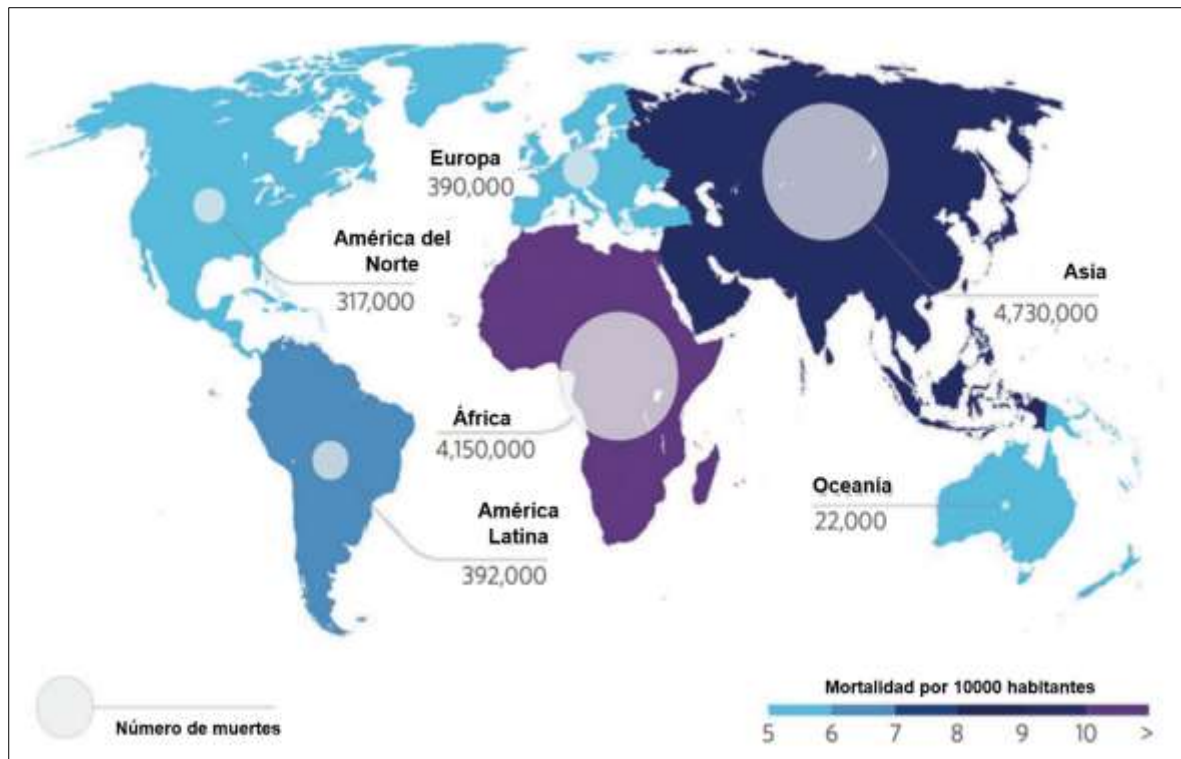 Europa
390,000
América del
Norte
317,000
Asia
4,730,000
África
4,150,000
Oceanía
22,000
América
Latina
392,000
Número de muertes
Mortalidad por 10000 habitantes
5 6 7 8 9 10 >